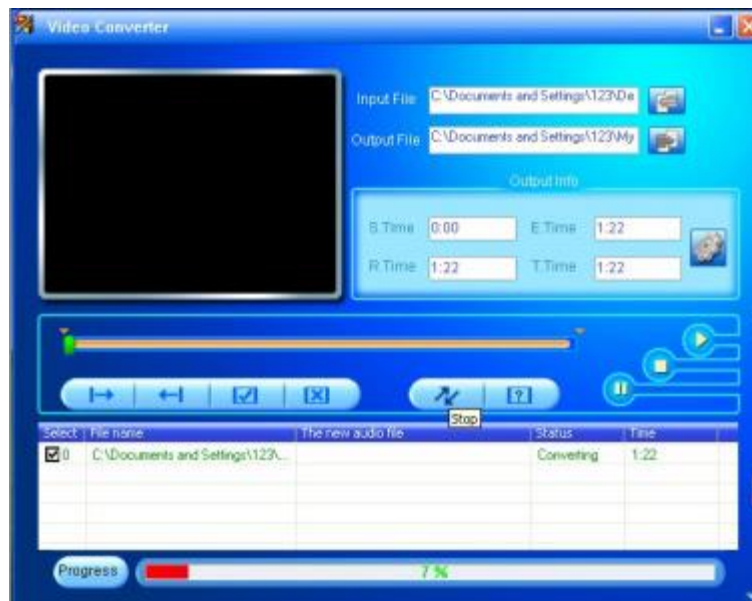 Video Converter
Input File C:\Documents and Settings\123\De
Output File C:\Documents and Settings\123\My
Output Info
S.Time 0:00 E.Time 1:22
R.Time 1:22 T.Time 1:22
Stop
Select File name The new audio file Status Time
0 C:\Documents and Settings\123\... Converting 1:22
Progress 7 %